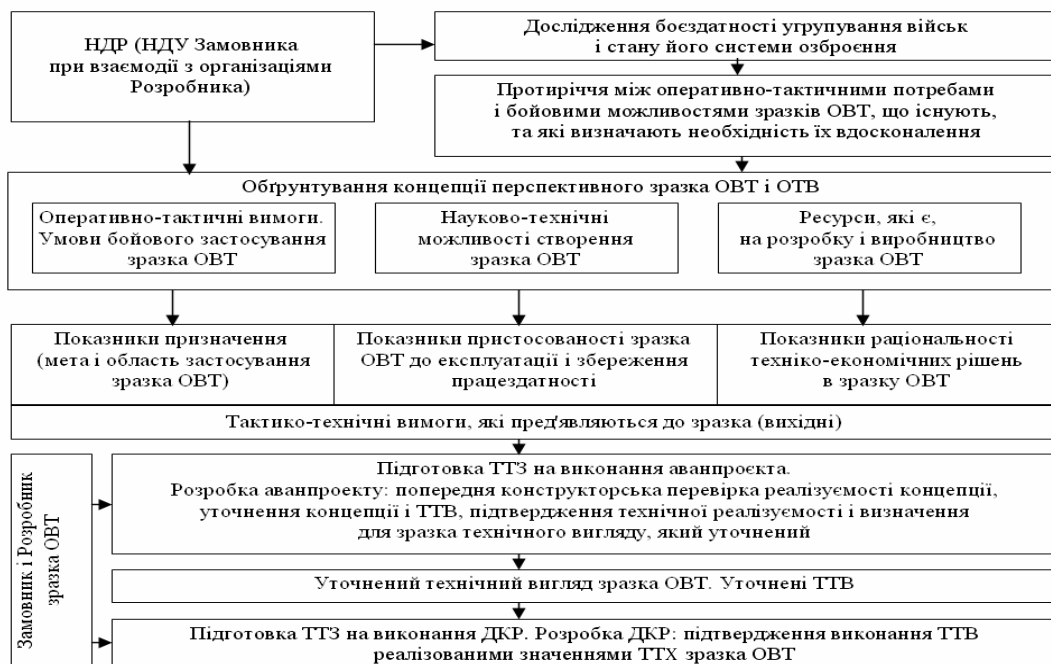 НДР (НДУ Замовника
при взаємодії з організаціями
Розробника)
Дослідження боєздатності угрупування військ
і стану його системи озброєння
Протиріччя між оперативно-тактичними потребами
і бойовими можливостями зразків ОВТ, що існують,
та які визначають необхідність їх вдосконалення
Обґрунтування концепції перспективного зразка ОВТ і ОТВ
Оперативно-тактичні вимоги.
Умови бойового застосування
зразка ОВТ
Науково-технічні
можливості створення
зразка ОВТ
Ресурси, які є,
на розробку і виробництво
зразка ОВТ
Показники призначення
(мета і область застосування
зразка ОВТ)
Показники пристосованості зразка
ОВТ до експлуатації і збереження
працездатності
Показники раціональності
техніко-економічних рішень
в зразку ОВТ
Тактико-технічні вимоги, які пред'являються до зразка (вихідні)
Замовник і Розробник
зразка ОВТ
Підготовка ТТЗ на виконання аванпроєкта.
Розробка аванпроекту: попередня конструкторська перевірка реалізуємості концепції,
уточнення концепції і ТТВ, підтвердження технічної реалізуємості і визначення
для зразка технічного вигляду, який уточнений
Уточнений технічний вигляд зразка ОВТ. Уточнені ТТВ
Підготовка ТТЗ на виконання ДКР. Розробка ДКР: підтвердження виконання ТТВ
реалізованими значеннями ТТХ зразка ОВТ